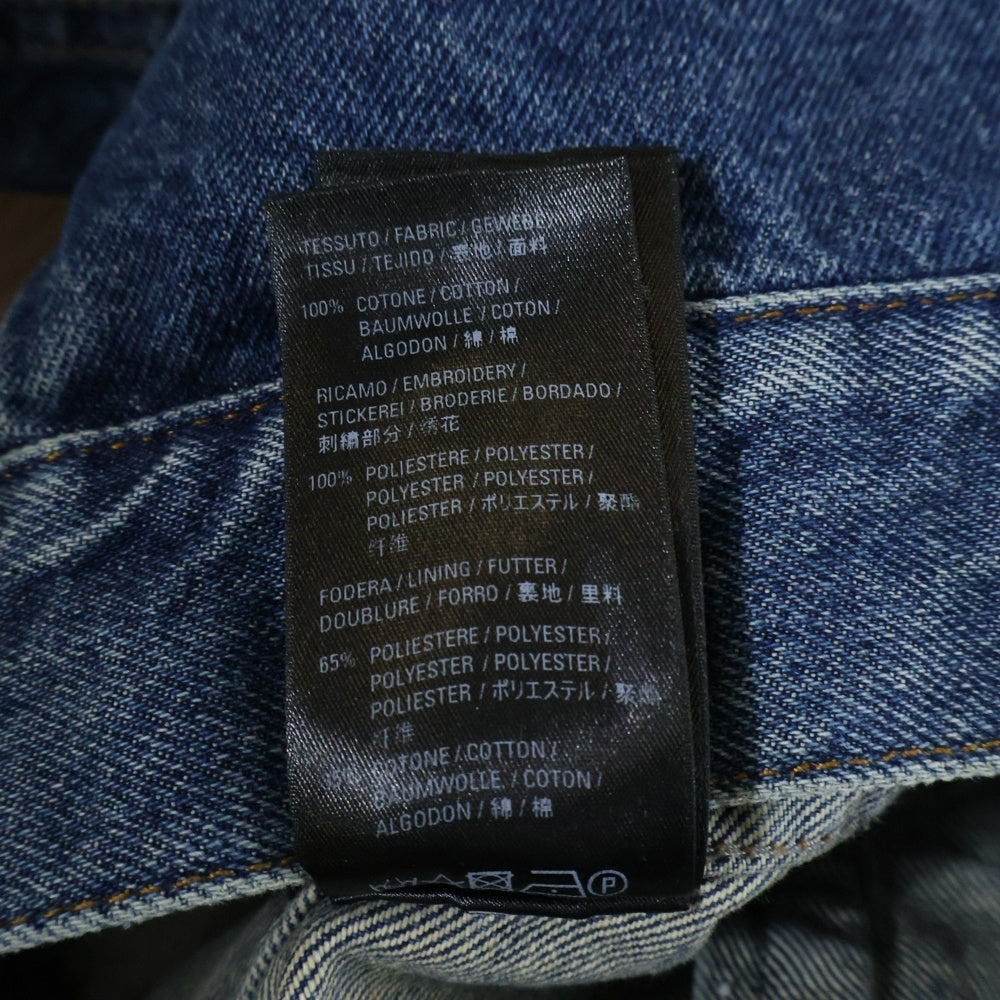 TESSUTO / FABRIC / GEWEBE
TISSU / TEJIDO / 裏地 / 面料
100% COTONE / COTTON /
BAUMWOLLE / COTON /
ALGODON / 綿 / 棉
RICAMO / EMBROIDERY /
STICKEREI / BRODERIE / BORDADO /
刺繍部分 / 绣花
100% POLIESTERE / POLYESTER /
POLYESTER / POLYESTER /
POLIESTER / ポリエステル / 聚酯
纤维
FODERA / LINING / FUTTER /
DOUBLURE / FORRO / 裏地 / 里料
65% POLIESTERE / POLYESTER /
POLYESTER / POLYESTER /
POLIESTER / ポリエステル / 聚酯
纤维
35% COTONE / COTTON /
BAUMWOLLE / COTON /
ALGODON / 綿 / 棉
P